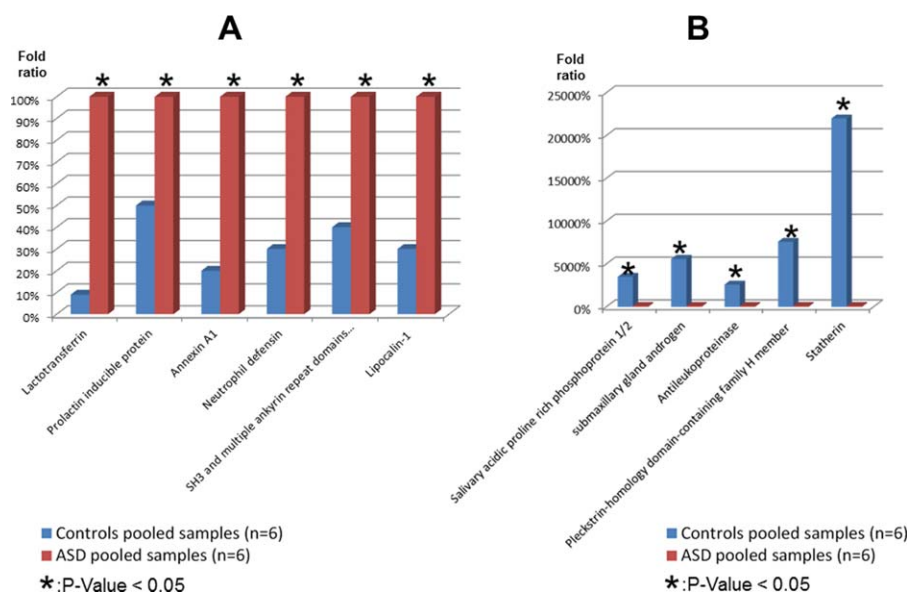 A
Fold
ratio
100%
90%
80%
70%
60%
50%
40%
30%
20%
10%
0%
Lactotransferrin
Prolactin inducible protein
Annexin A1
Neutrophil defensin
SH3 and multiple ankyrin repeat domains...
Lipocalin-1
* * * * * *
Controls pooled samples (n=6)
ASD pooled samples (n=6)
*:P-Value < 0.05
B
Fold
ratio
25000%
20000%
15000%
10000%
5000%
0%
* * * * *
Salivary acidic proline rich phosphoprotein 1/2
submaxillary gland androgen
Antileukoproteinase
Pleckstrin-homology domain-containing family H member
Statherin
Controls pooled samples (n=6)
ASD pooled samples (n=6)
*:P-Value < 0.05